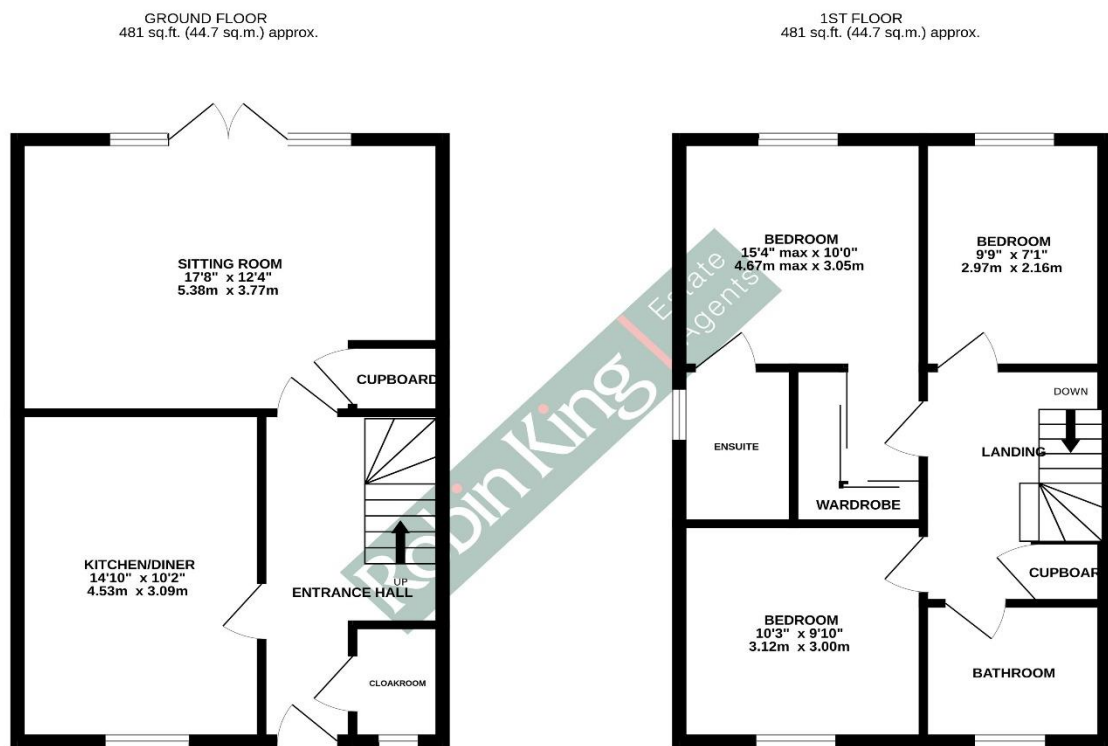 GROUND FLOOR
481 sq.ft. (44.7 sq.m.) approx.
1ST FLOOR
481 sq.ft. (44.7 sq.m.) approx.
SITTING ROOM
17'8" x 12'4"
5.38m x 3.77m
CUPBOARD
KITCHEN/DINER
14'10" x 10'2"
4.53m x 3.09m
UP
ENTRANCE HALL
CLOAKROOM
BEDROOM
15'4" max x 10'0"
4.67m max x 3.05m
BEDROOM
9'9" x 7'1"
2.97m x 2.16m
DOWN
ENSUITE
LANDING
WARDROBE
CUPBOAR
BEDROOM
10'3" x 9'10"
3.12m x 3.00m
BATHROOM
Robin King
Estate
Agents